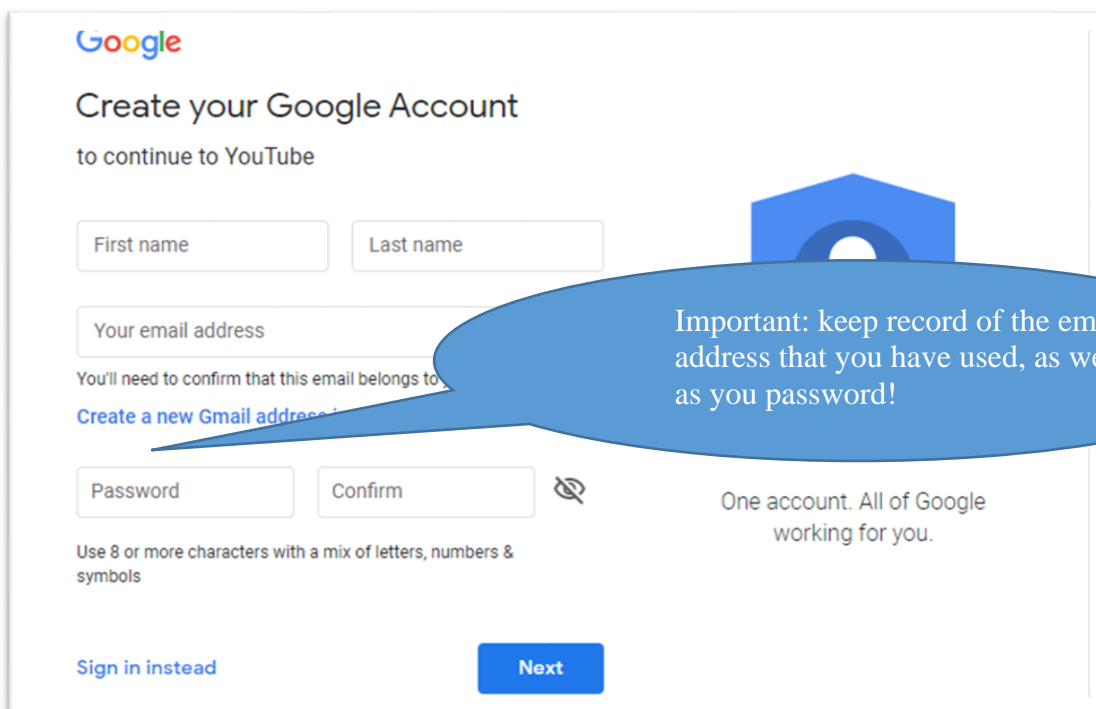 Google
Create your Google Account
to continue to YouTube
First name
Last name
Your email address
You'll need to confirm that this email belongs to
Create a new Gmail address
Important: keep record of the
address that you have used, as
as you password!
Password
Confirm
Use 8 or more characters with a mix of letters, numbers &
symbols
One account. All of Google
working for you.
Sign in instead
Next